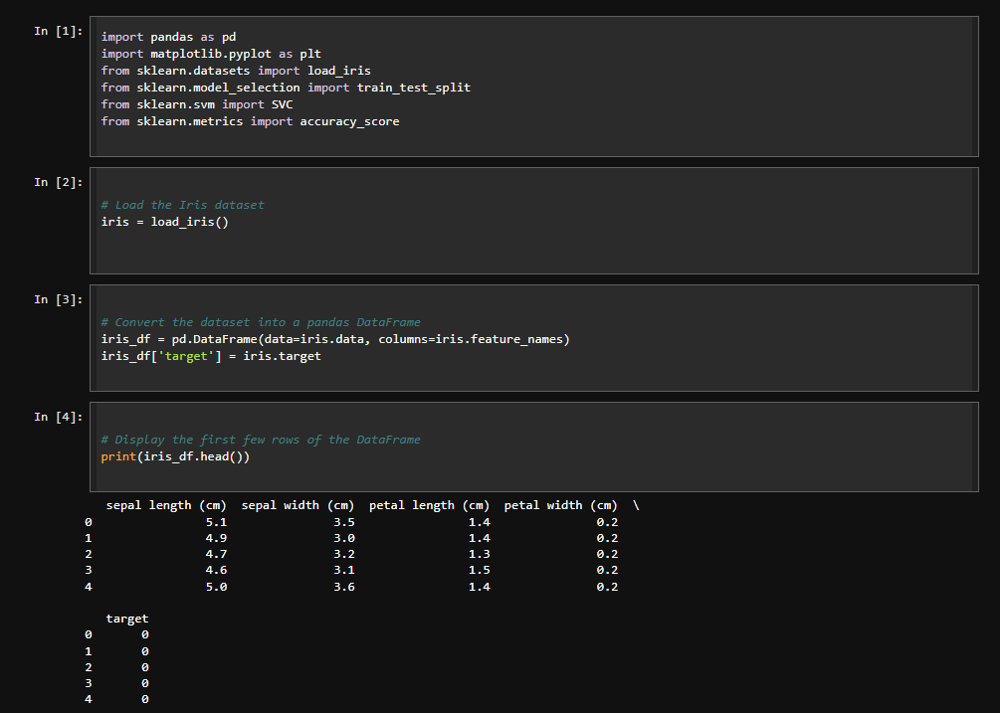 In [1]:
import pandas as pd
import matplotlib.pyplot as plt
from sklearn.datasets import load_iris
from sklearn.model_selection import train_test_split
from sklearn.svm import SVC
from sklearn.metrics import accuracy_score
In [2]:
# Load the Iris dataset
iris = load_iris()
In [3]:
# Convert the dataset into a pandas DataFrame
iris_df = pd.DataFrame(data=iris.data, columns=iris.feature_names)
iris_df['target'] = iris.target
In [4]:
# Display the first few rows of the DataFrame
print(iris_df.head())
sepal length (cm)  sepal width (cm)  petal length (cm)  petal width (cm)  \
0                5.1               3.5                1.4               0.2
1                4.9               3.0                1.4               0.2
2                4.7               3.2                1.3               0.2
3                4.6               3.1                1.5               0.2
4                5.0               3.6                1.4               0.2
target
0       0
1       0
2       0
3       0
4       0